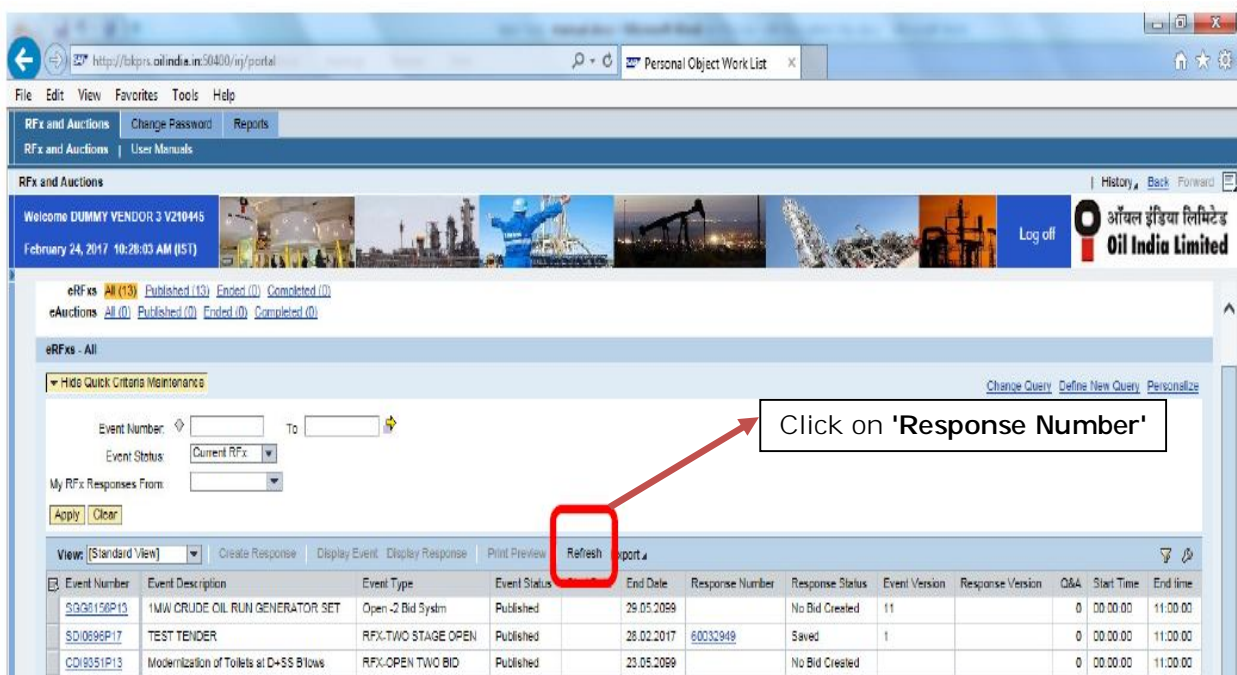 http://bkprs.oilindia.in:50400/irj/portal
Personal Object Work List
File Edit View Favorites Tools Help
RFx and Auctions Change Password Reports
RFx and Auctions | User Manuals
RFx and Auctions | History Back Forward
Welcome DUMMY VENDOR 3 V210445
February 24, 2017 10:28:03 AM (IST)
Log off
ऑयल इंडिया लिमिटेड
Oil India Limited
eRFxs All (13) Published (13) Ended (0) Completed (0)
eAuctions All (0) Published (0) Ended (0) Completed (0)
eRFxs - All
Hide Quick Criteria Maintenance Change Query Define New Query Personalize
Click on 'Response Number'
Event Number: To
Event Status: Current RFx
My RFx Responses From:
Apply Clear
View: [Standard View] Create Response Display Event Display Response Print Preview Refresh xport
Event Number Event Description Event Type Event Status End Date Response Number Response Status Event Version Response Version Q&A Start Time End time
SGG6156P13 1MW CRUDE OIL RUN GENERATOR SET Open -2 Bid Systm Published 29.05.2099 No Bid Created 11 0 00:00:00 11:00:00
SDI0696P17 TEST TENDER RFX-TWO STAGE OPEN Published 28.02.2017 60032949 Saved 1 0 00:00:00 11:00:00
CDI9351P13 Modernization of Toilets at D+SS B'lows RFX-OPEN TWO BID Published 23.05.2099 No Bid Created 0 00:00:00 11:00:00